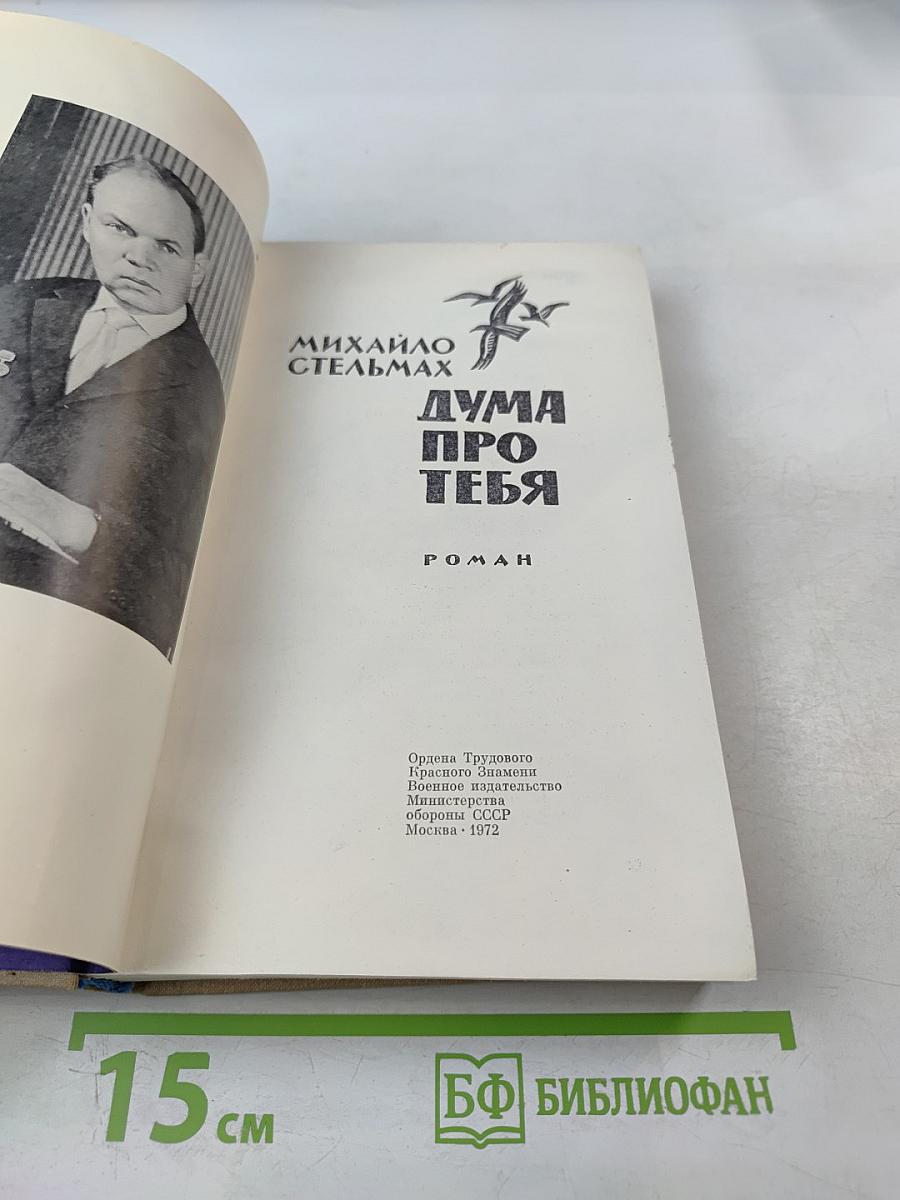 МИХАЙЛО
СТЕЛЬМАХ
ДУМА
ПРО
ТЕБЯ
РОМАН
Ордена Трудового
Красного Знамени
Военное издательство
Министерства
обороны СССР
Москва · 1972
15 см
БФ БИБЛИОФАН